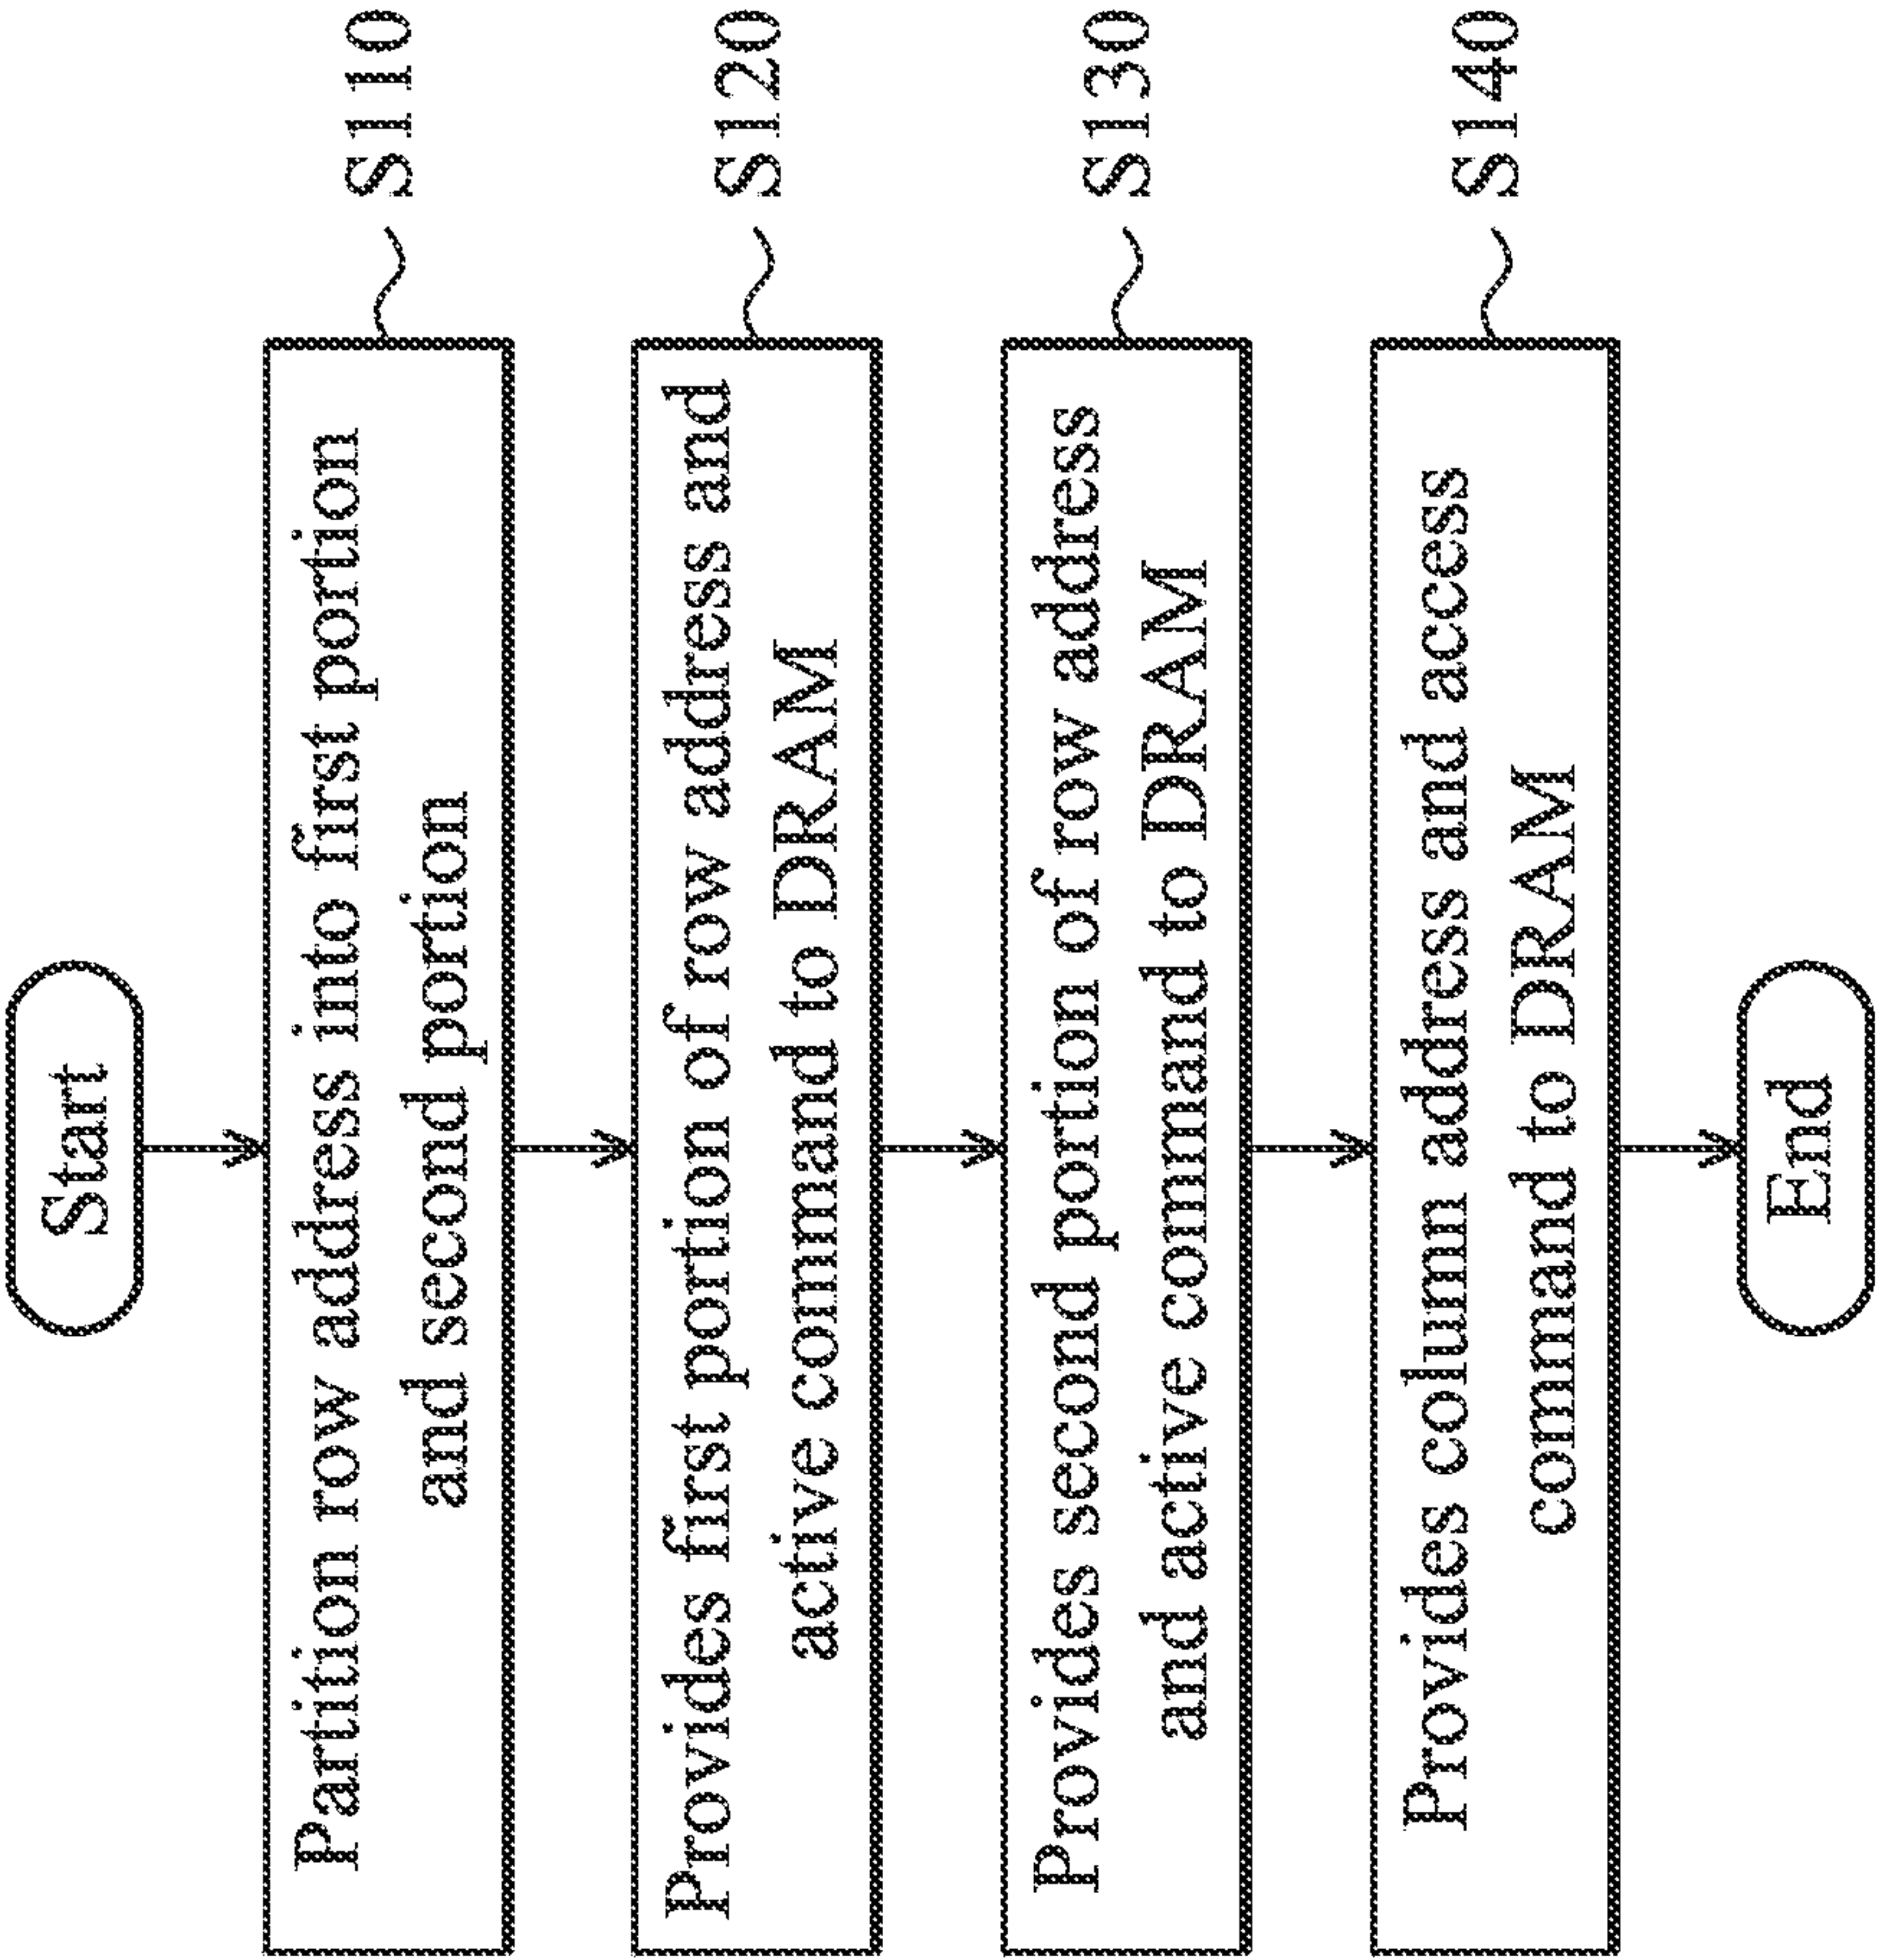 Start
Partition row address into first portion
and second portion
S110
Provides first portion of row address and
active command to DRAM
S120
Provides second portion of row address
and active command to DRAM
S130
Provides column address and access
command to DRAM
S140
End